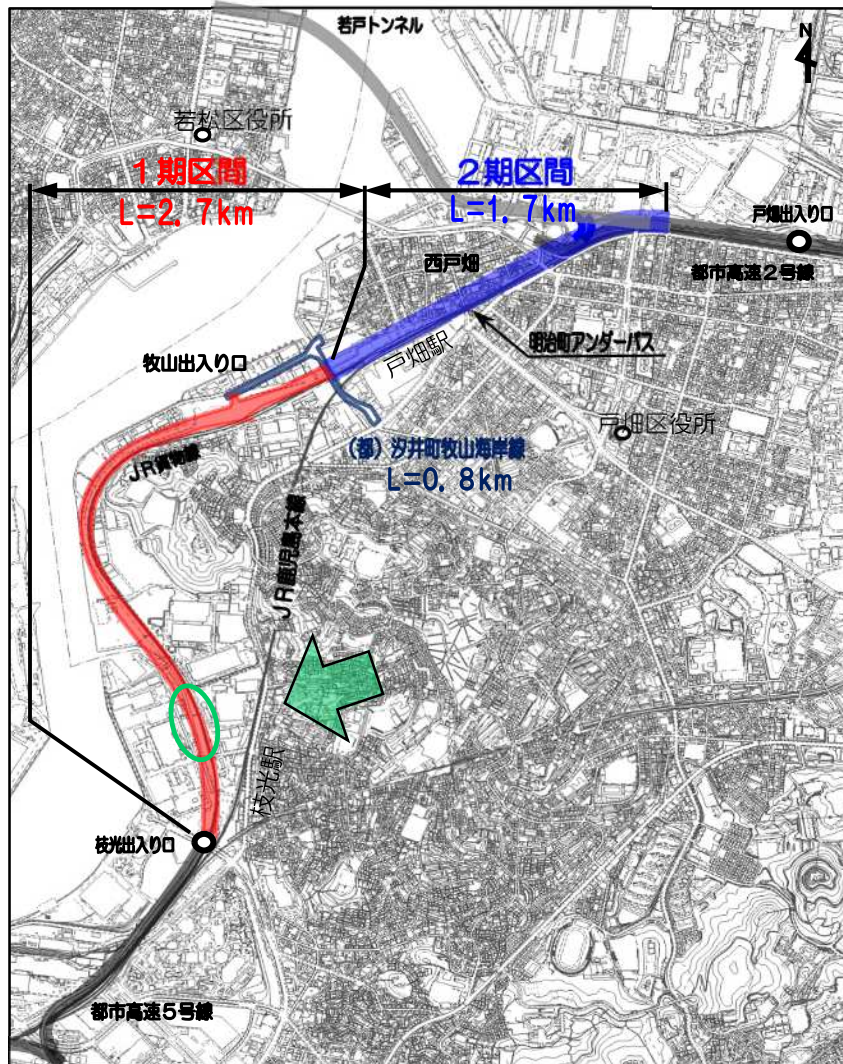 若戸トンネル
N
若松区役所
1期区間
L=2.7km
2期区間
L=1.7km
戸畑出入り口
都市高速2号線
西戸畑
明治町アンダーパス
戸畑駅
牧山出入り口
戸畑区役所
(都)汐井町牧山海岸線
L=0.8km
JR貨物線
JR鹿児島本線
枝光駅
枝光出入り口
都市高速5号線